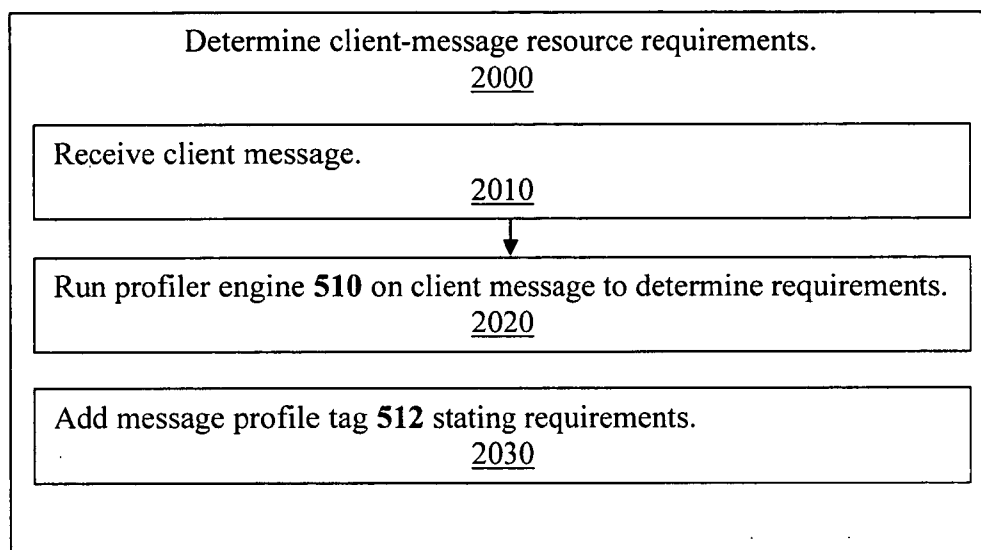 Determine client-message resource requirements.
2000
Receive client message.
2010
Run profiler engine 510 on client message to determine requirements.
2020
Add message profile tag 512 stating requirements.
2030